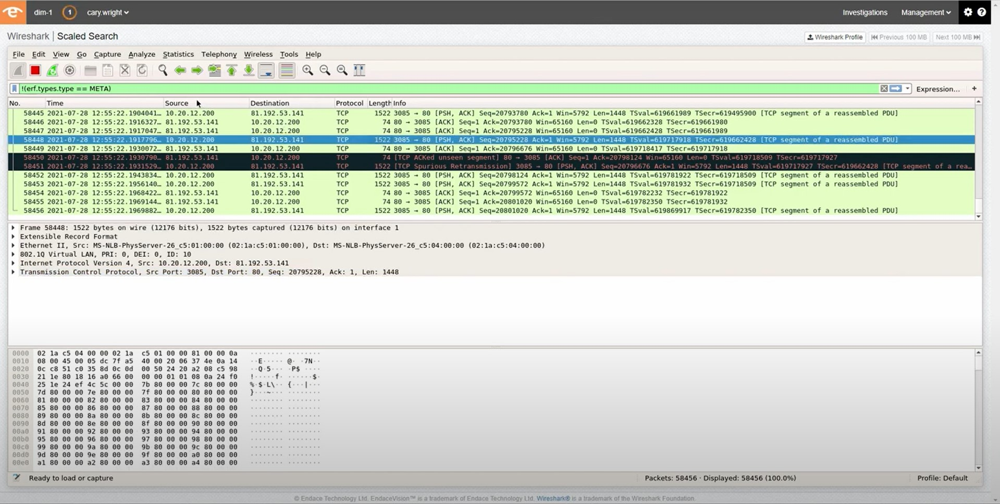 dim-1 1 cary.wright Investigations Management
Wireshark | Scaled Search Wireshark Profile Previous 100 MB Next 100 MB
File Edit View Go Capture Analyze Statistics Telephony Wireless Tools Help
!(erf.types.type == META) Expression... +
No. Time Source Destination Protocol Length Info
58445 2021-07-28 12:55:22.1904041… 10.20.12.200 81.192.53.141 TCP 1522 3085 → 80 [PSH, ACK] Seq=20793780 Ack=1 Win=5792 Len=1448 TSval=619661989 TSecr=619495900 [TCP segment of a reassembled PDU]
58446 2021-07-28 12:55:22.1916327… 81.192.53.141 10.20.12.200 TCP 74 80 → 3085 [ACK] Seq=1 Ack=20793780 Win=65160 Len=0 TSval=619662328 TSecr=619661980
58447 2021-07-28 12:55:22.1917047… 81.192.53.141 10.20.12.200 TCP 74 80 → 3085 [ACK] Seq=1 Ack=20795228 Win=65160 Len=0 TSval=619662428 TSecr=619661989
58448 2021-07-28 12:55:22.1917796… 10.20.12.200 81.192.53.141 TCP 1522 3085 → 80 [PSH, ACK] Seq=20795228 Ack=1 Win=5792 Len=1448 TSval=619717918 TSecr=619662428 [TCP segment of a reassembled PDU]
58449 2021-07-28 12:55:22.1930072… 81.192.53.141 10.20.12.200 TCP 74 80 → 3085 [ACK] Seq=1 Ack=20796676 Win=65160 Len=0 TSval=619718417 TSecr=619717918
58450 2021-07-28 12:55:22.1930790… 81.192.53.141 10.20.12.200 TCP 74 [TCP ACKed unseen segment] 80 → 3085 [ACK] Seq=1 Ack=20798124 Win=65160 Len=0 TSval=619718509 TSecr=619717927
58451 2021-07-28 12:55:22.1931529… 10.20.12.200 81.192.53.141 TCP 1522 [TCP Spurious Retransmission] 3085 → 80 [PSH, ACK] Seq=20796676 Ack=1 Win=5792 Len=1448 TSval=619717927 TSecr=619662428 [TCP segment of a rea…
58452 2021-07-28 12:55:22.1943834… 10.20.12.200 81.192.53.141 TCP 1522 3085 → 80 [PSH, ACK] Seq=20798124 Ack=1 Win=5792 Len=1448 TSval=619781922 TSecr=619718509 [TCP segment of a reassembled PDU]
58453 2021-07-28 12:55:22.1956140… 10.20.12.200 81.192.53.141 TCP 1522 3085 → 80 [PSH, ACK] Seq=20799572 Ack=1 Win=5792 Len=1448 TSval=619781932 TSecr=619718509 [TCP segment of a reassembled PDU]
58454 2021-07-28 12:55:22.1968422… 81.192.53.141 10.20.12.200 TCP 74 80 → 3085 [ACK] Seq=1 Ack=20799572 Win=65160 Len=0 TSval=619782232 TSecr=619781922
58455 2021-07-28 12:55:22.1969144… 81.192.53.141 10.20.12.200 TCP 74 80 → 3085 [ACK] Seq=1 Ack=20801020 Win=65160 Len=0 TSval=619782350 TSecr=619781932
58456 2021-07-28 12:55:22.1969882… 10.20.12.200 81.192.53.141 TCP 1522 3085 → 80 [PSH, ACK] Seq=20801020 Ack=1 Win=5792 Len=1448 TSval=619869917 TSecr=619782350 [TCP segment of a reassembled PDU]
Frame 58448: 1522 bytes on wire (12176 bits), 1522 bytes captured (12176 bits) on interface 1
Extensible Record Format
Ethernet II, Src: MS-NLB-PhysServer-26_c5:01:00:00 (02:1a:c5:01:00:00), Dst: MS-NLB-PhysServer-26_c5:04:00:00 (02:1a:c5:04:00:00)
802.1Q Virtual LAN, PRI: 0, DEI: 0, ID: 10
Internet Protocol Version 4, Src: 10.20.12.200, Dst: 81.192.53.141
Transmission Control Protocol, Src Port: 3085, Dst Port: 80, Seq: 20795228, Ack: 1, Len: 1448
0000 02 1a c5 04 00 00 02 1a c5 01 00 00 81 00 00 0a ········ ········
0010 08 00 45 00 05 dc 7f a5 40 00 20 06 37 4e 0a 14 ··E····· @· ·7N··
0020 0c c8 51 c0 35 8d 0c 0d 00 50 24 20 a2 08 c5 98 ··Q·5··· ·P$ ····
0030 21 1e 80 18 16 a0 66 00 00 00 01 01 08 0a 24 f0 !·····f· ······$·
0040 25 1e 24 ef 4c 5c 00 00 7b 80 00 00 7c 80 00 00 %·$·L\·· {···|···
0050 7d 80 00 00 7e 80 00 00 7f 80 00 00 80 80 00 00 }···~··· ········
0060 81 80 00 00 82 80 00 00 83 80 00 00 84 80 00 00 ········ ········
0070 85 80 00 00 86 80 00 00 87 80 00 00 88 80 00 00 ········ ········
0080 89 80 00 00 8a 80 00 00 8b 80 00 00 8c 80 00 00 ········ ········
0090 8d 80 00 00 8e 80 00 00 8f 80 00 00 90 80 00 00 ········ ········
00a0 91 80 00 00 92 80 00 00 93 80 00 00 94 80 00 00 ········ ········
00b0 95 80 00 00 96 80 00 00 97 80 00 00 98 80 00 00 ········ ········
00c0 99 80 00 00 9a 80 00 00 9b 80 00 00 9c 80 00 00 ········ ········
00d0 9d 80 00 00 9e 80 00 00 9f 80 00 00 a0 80 00 00 ········ ········
00e0 a1 80 00 00 a2 80 00 00 a3 80 00 00 a4 80 00 00 ········ ········
Ready to load or capture Packets: 58456 · Displayed: 58456 (100.0%) Profile: Default
© Endace Technology Ltd. EndaceVision™ is a trademark of Endace Technology Ltd. Wireshark® is a trademark of the Wireshark Foundation.